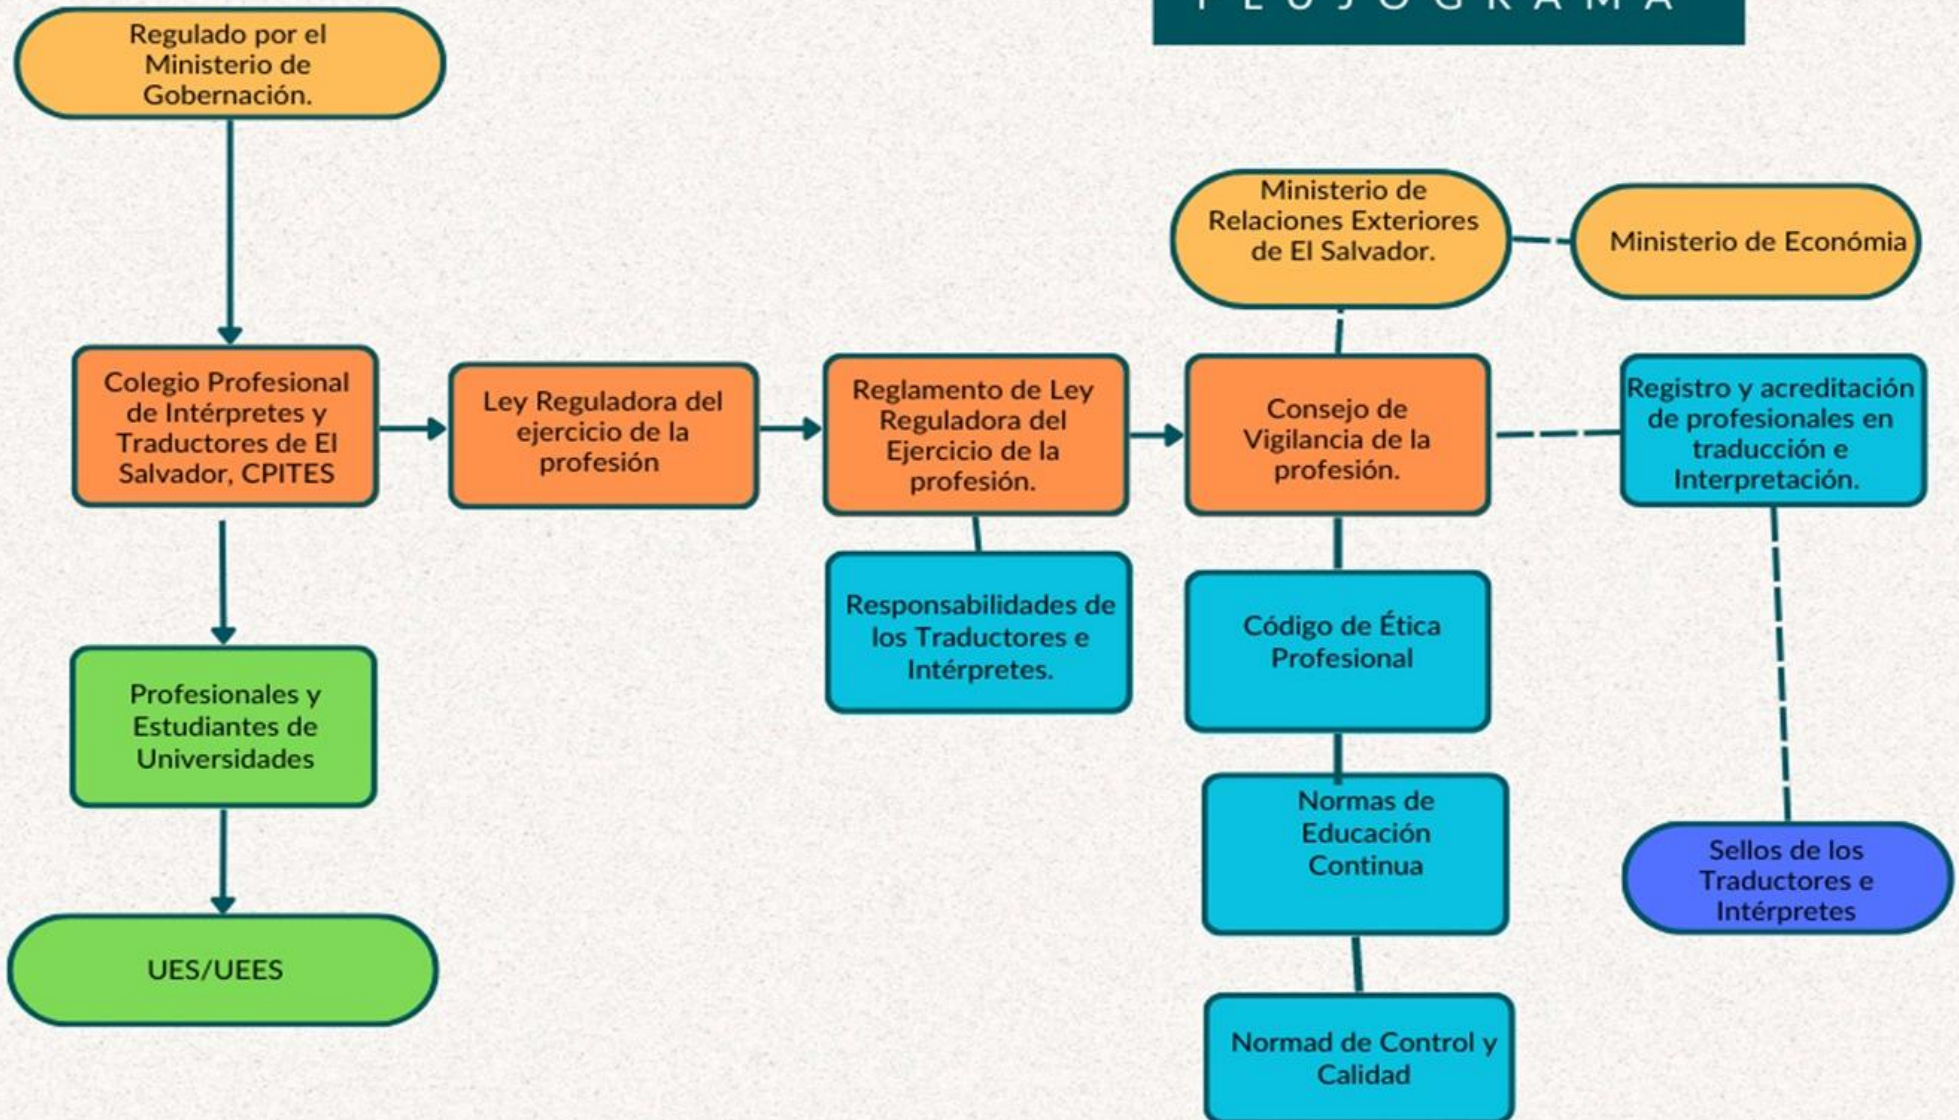 FLUJOGRAMA
Regulado por el
Ministerio de
Gobernación.
Ministerio de
Relaciones Exteriores
de El Salvador.
Ministerio de Económia
Colegio Profesional
de Intérpretes y
Traductores de El
Salvador, CPITES
Ley Reguladora del
ejercicio de la
profesión
Reglamento de Ley
Reguladora del
Ejercicio de la
profesión.
Consejo de
Vigilancia de la
profesión.
Registro y acreditación
de profesionales en
traducción e
Interpretación.
Responsabilidades de
los Traductores e
Intérpretes.
Código de Ética
Profesional
Profesionales y
Estudiantes de
Universidades
Normas de
Educación
Continua
Sellos de los
Traductores e
Intérpretes
UES/UEES
Normad de Control y
Calidad